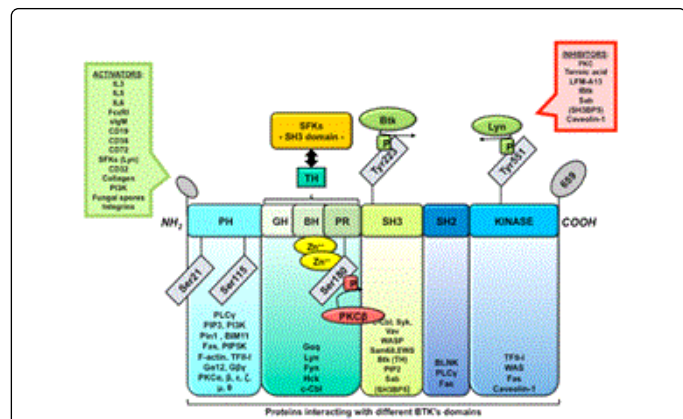 ACTIVATORS:
IL3
IL5
IL6
FcεRI
sIgM
CD19
CD38
CD72
SFKs (Lyn)
CD32
Collagen
PI3K
Fungal spores
Integrins
INHIBITORS:
PKC
Terreic acid
LFM-A13
IBtk
Sab
(SH3BP5)
Caveolin-1
SFKs
- SH3 domain -
TH
Btk
P
Tyr223
Lyn
P
Tyr551
659
NH2
PH
GH
BH
PR
SH3
SH2
KINASE
COOH
Zn++
Zn++
Ser21
Ser115
Ser180
P
PKCβ
PLCγ
PIP3, PI3K
Pin1, BIM11
Fas, PIP5K
F-actin, TFII-I
Gα12, Gβγ
PKCα, β, ε, ζ,
μ, θ
Gαq
Lyn
Fyn
Hck
c-Cbl
c-Cbl, Syk,
Vav
WASP
Sam68, EWS
Btk (TH)
PIP2
Sab
(SH3BP5)
BLNK
PLCγ
Fas
TFII-i
WAS
Fas
Caveolin-1
Proteins interacting with different BTK's domains